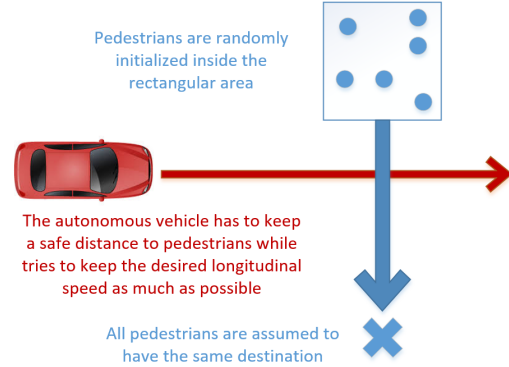 Pedestrians are randomly
initialized inside the
rectangular area
The autonomous vehicle has to keep
a safe distance to pedestrians while
tries to keep the desired longitudinal
speed as much as possible
All pedestrians are assumed to
have the same destination